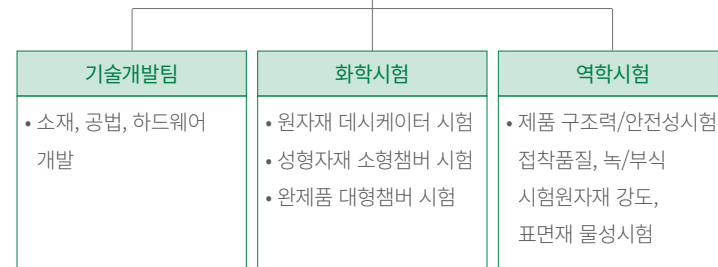 기술개발팀
• 소재, 공법, 하드웨어
개발
화학시험
• 원자재 데시케이터 시험
• 성형자재 소형챔버 시험
• 완제품 대형챔버 시험
역학시험
• 제품 구조력/안전성시험
접착품질, 녹/부식
시험원자재 강도,
표면재 물성시험